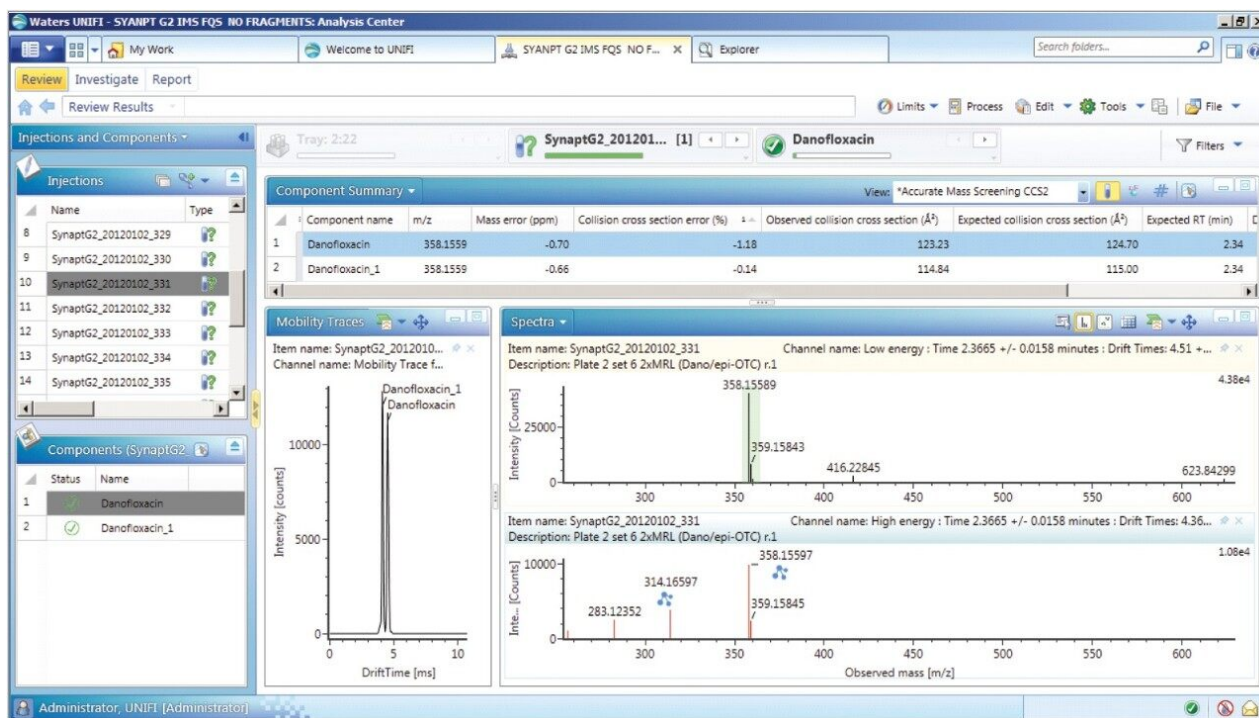 Waters UNIFI - SYANPT G2 IMS FQS NO FRAGMENTS: Analysis Center
My Work
Welcome to UNIFI
SYANPT G2 IMS FQS NO F...
Explorer
Search folders...
Review Investigate Report
Review Results
Limits Process Edit Tools File
Injections and Components
Tray: 2:22
SynaptG2_201201... [1]
Danofloxacin
Filters
Injections
Name Type
8 SynaptG2_20120102_329
9 SynaptG2_20120102_330
10 SynaptG2_20120102_331
11 SynaptG2_20120102_332
12 SynaptG2_20120102_333
13 SynaptG2_20120102_334
14 SynaptG2_20120102_335
Components (SynaptG2
Status Name
1 Danofloxacin
2 Danofloxacin_1
Component Summary
View: *Accurate Mass Screening CCS2
Component name m/z Mass error (ppm) Collision cross section error (%) 1 Observed collision cross section (Å²) Expected collision cross section (Å²) Expected RT (min)
1 Danofloxacin 358.1559 -0.70 -1.18 123.23 124.70 2.34
2 Danofloxacin_1 358.1559 -0.66 -0.14 114.84 115.00 2.34
Mobility Traces
Item name: SynaptG2_2012010...
Channel name: Mobility Trace f...
Danofloxacin_1
Danofloxacin
Intensity [counts]
10000
5000
0
0 5 10
DriftTime [ms]
Spectra
Item name: SynaptG2_20120102_331 Channel name: Low energy : Time 2.3665 +/- 0.0158 minutes : Drift Times: 4.51 +...
Description: Plate 2 set 6 2xMRL (Dano/epi-OTC) r.1
4.38e4
358.15589
Intensity [Counts]
25000
359.15843
416.22845
623.84299
0
300 350 400 450 500 550 600
Item name: SynaptG2_20120102_331 Channel name: High energy : Time 2.3665 +/- 0.0158 minutes : Drift Times: 4.36...
Description: Plate 2 set 6 2xMRL (Dano/epi-OTC) r.1
1.08e4
Inte... [Counts]
10000
358.15597
314.16597
283.12352
359.15845
0
300 350 400 450 500 550 600
Observed mass [m/z]
Administrator, UNIFI [Administrator]